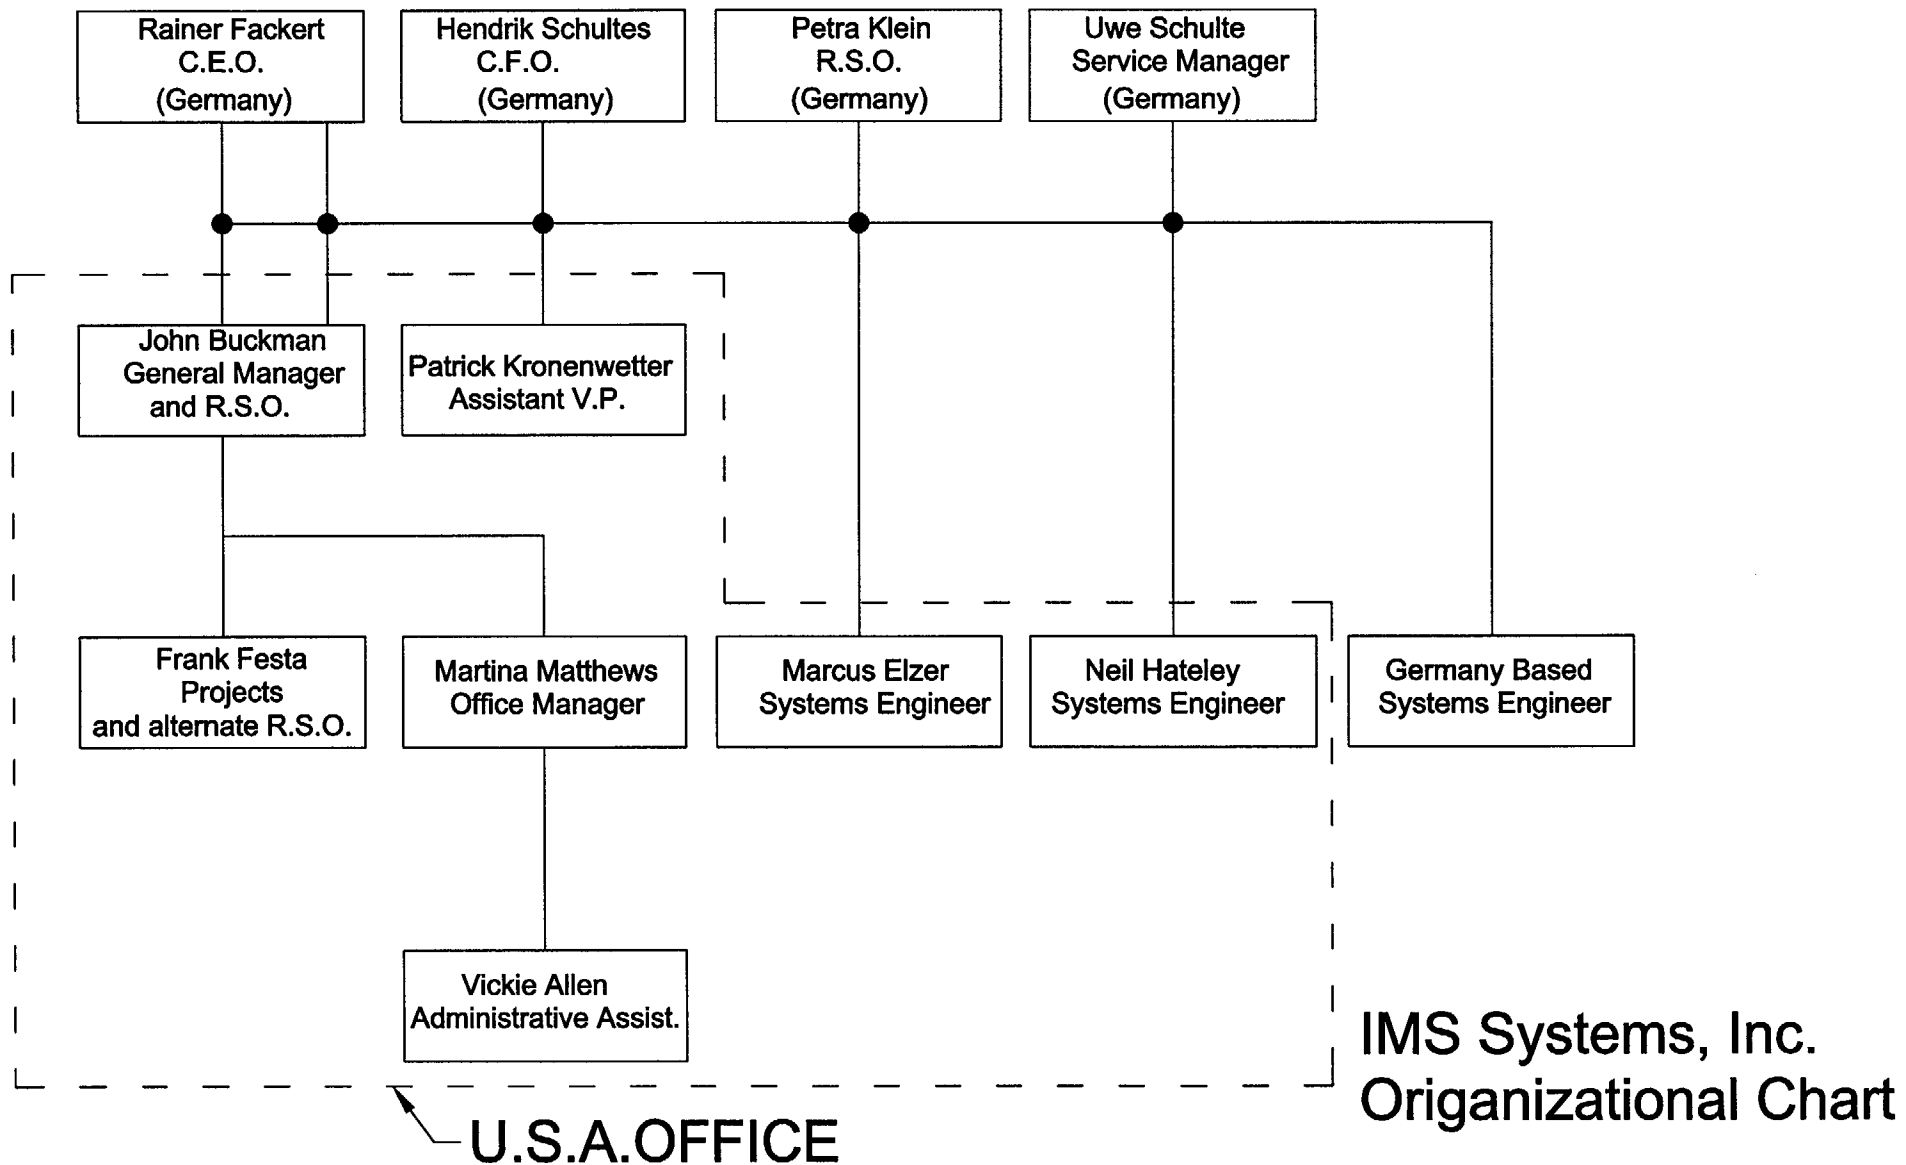 Rainer Fackert
C.E.O.
(Germany)
Hendrik Schultes
C.F.O.
(Germany)
Petra Klein
R.S.O.
(Germany)
Uwe Schulte
Service Manager
(Germany)
John Buckman
General Manager
and R.S.O.
Patrick Kronenwetter
Assistant V.P.
Frank Festa
Projects
and alternate R.S.O.
Martina Matthews
Office Manager
Marcus Elzer
Systems Engineer
Neil Hateley
Systems Engineer
Germany Based
Systems Engineer
Vickie Allen
Administrative Assist.
IMS Systems, Inc.
Origanizational Chart
U.S.A.OFFICE